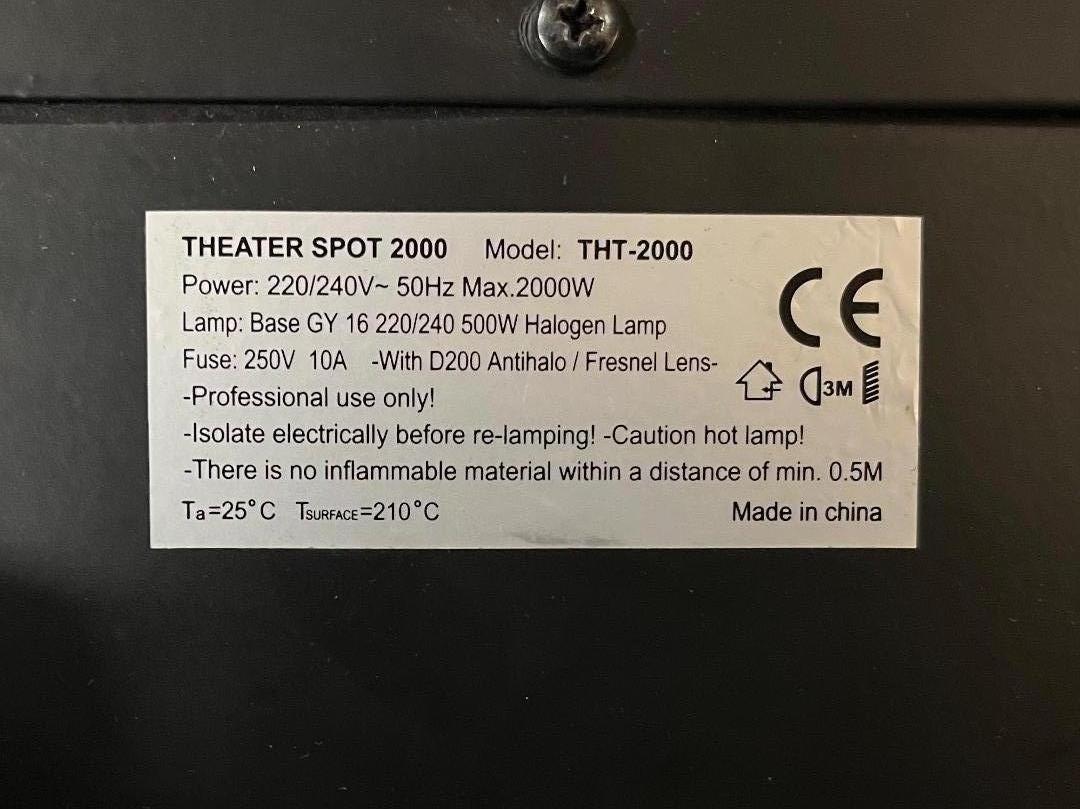 THEATER SPOT 2000 Model: THT-2000
Power: 220/240V~ 50Hz Max.2000W
Lamp: Base GY 16 220/240 500W Halogen Lamp
Fuse: 250V 10A -With D200 Antihalo / Fresnel Lens-
CE
3M
-Professional use only!
-Isolate electrically before re-lamping! -Caution hot lamp!
-There is no inflammable material within a distance of min. 0.5M
Ta=25°C TSURFACE=210°C Made in china